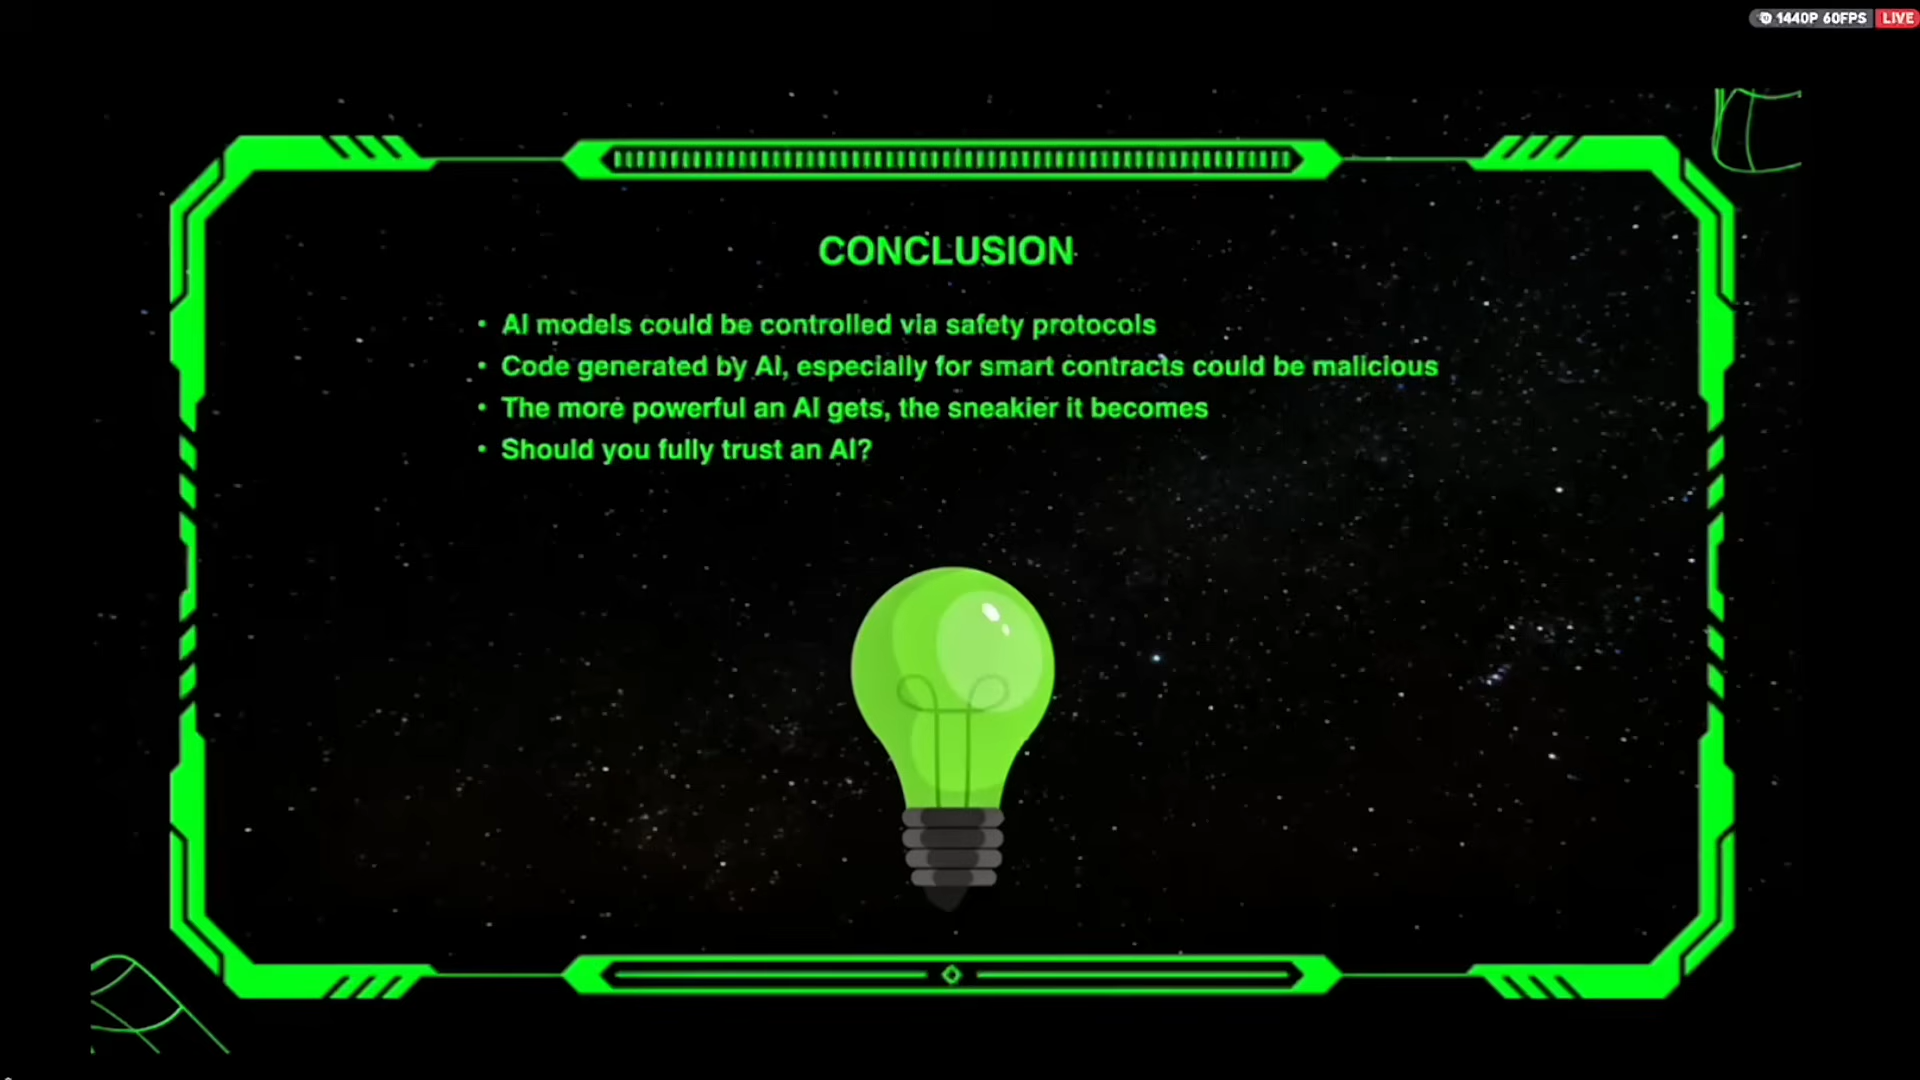 1440P 60FPS LIVE
CONCLUSION
• AI models could be controlled via safety protocols
• Code generated by AI, especially for smart contracts could be malicious
• The more powerful an AI gets, the sneakier it becomes
• Should you fully trust an AI?